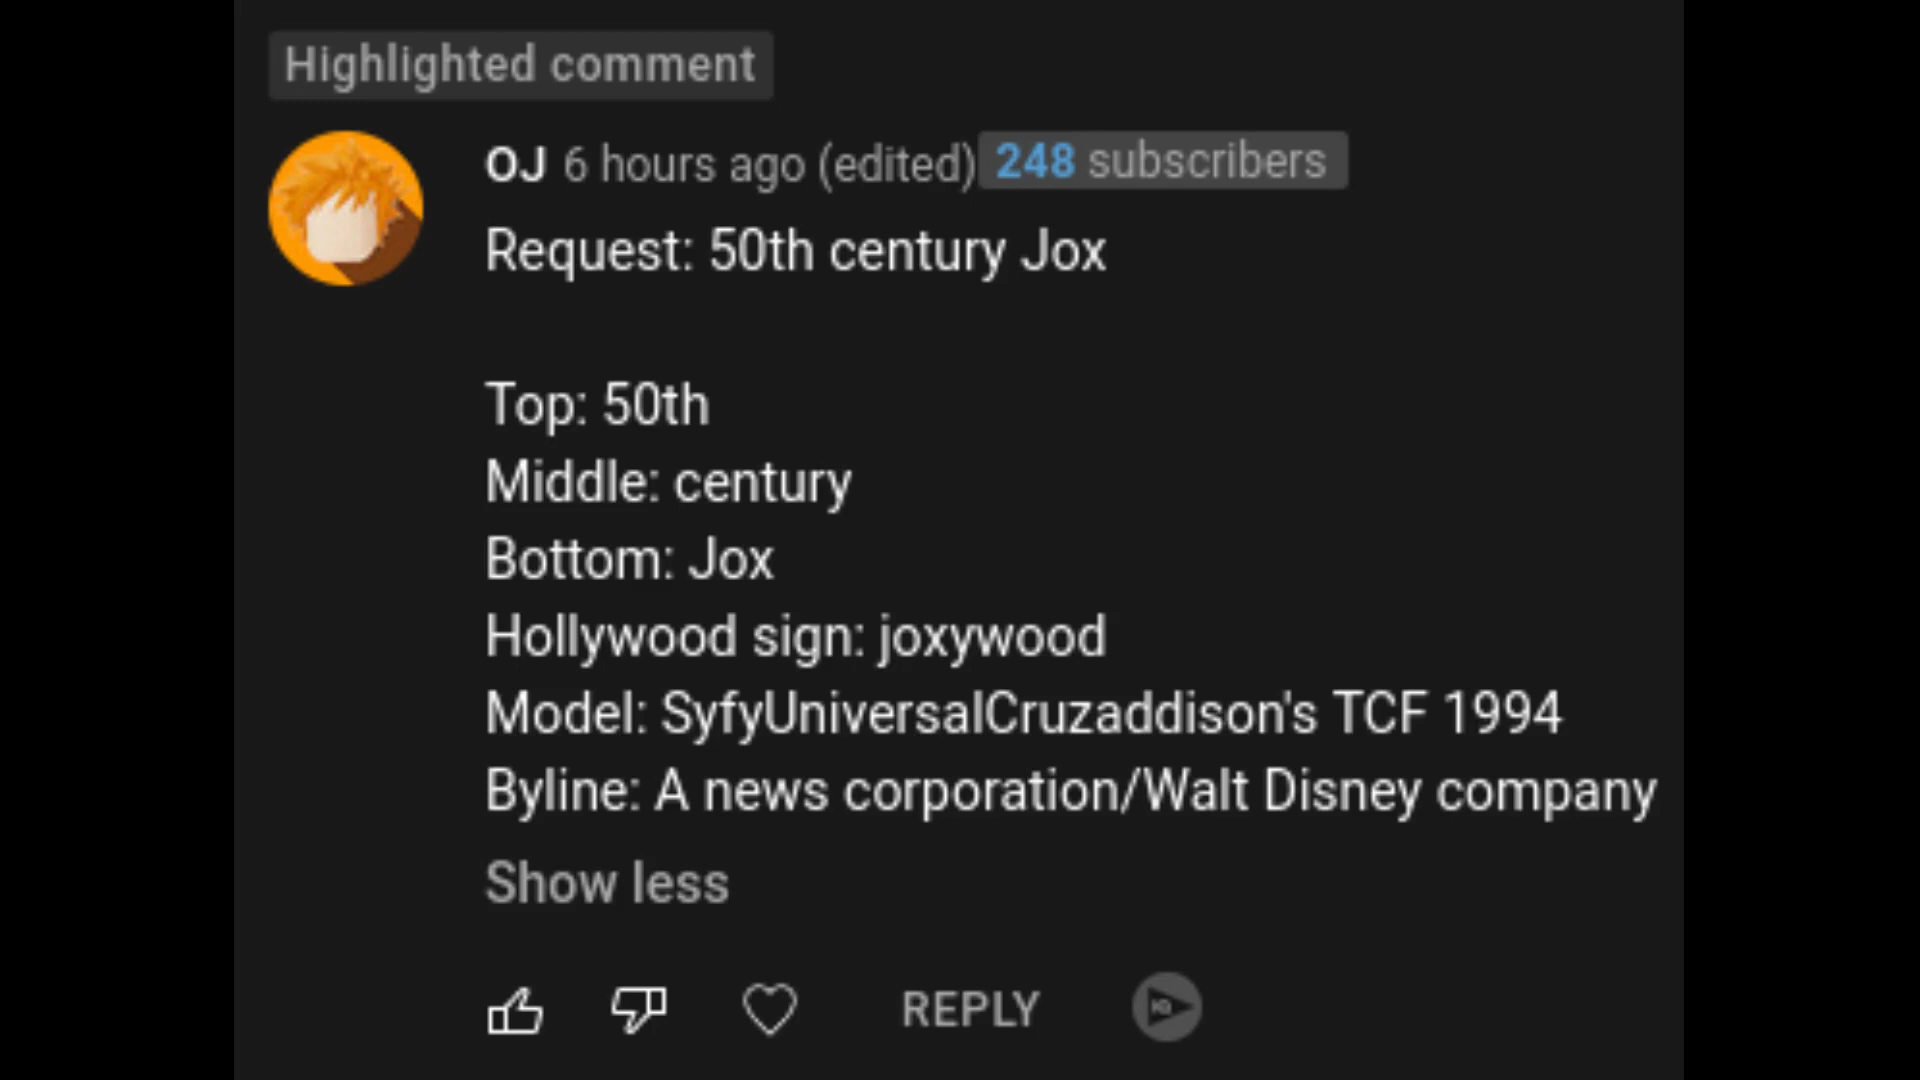 Highlighted comment
OJ 6 hours ago (edited) 248 subscribers
Request: 50th century Jox
Top: 50th
Middle: century
Bottom: Jox
Hollywood sign: joxywood
Model: SyfyUniversalCruzaddison's TCF 1994
Byline: A news corporation/Walt Disney company
Show less
REPLY